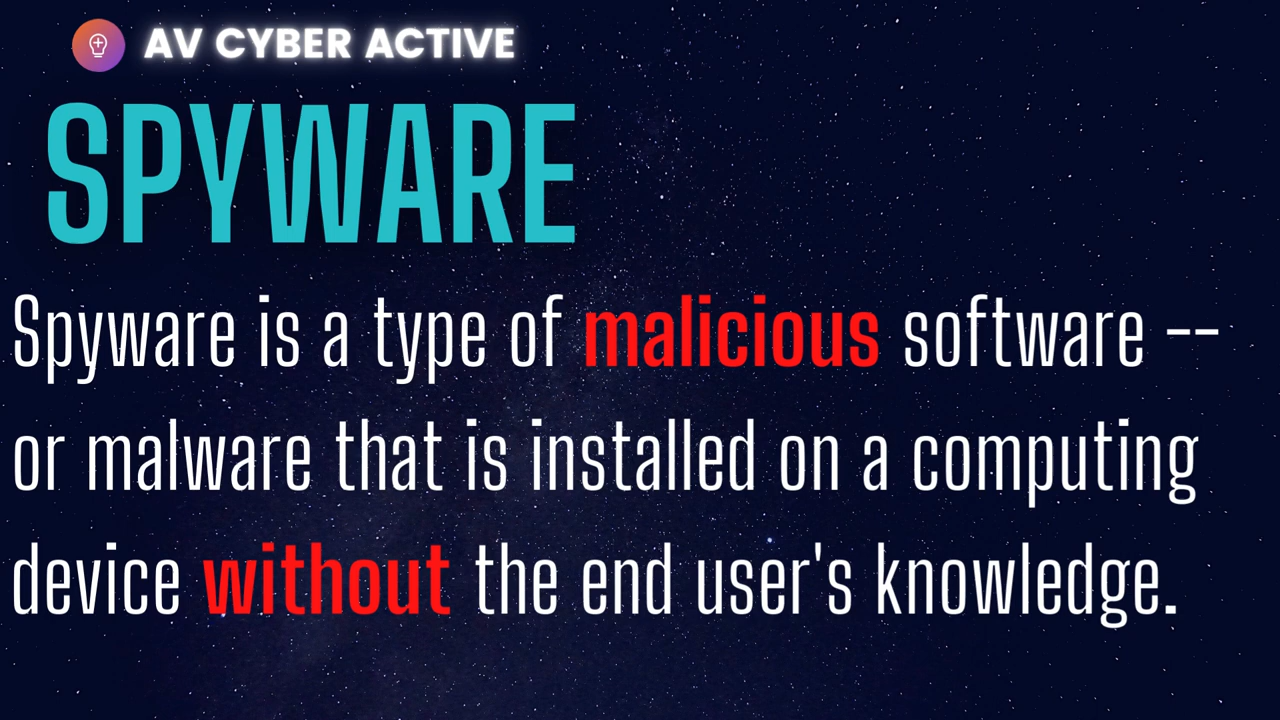 AV CYBER ACTIVE
SPYWARE
Spyware is a type of malicious software --
or malware that is installed on a computing
device without the end user's knowledge.